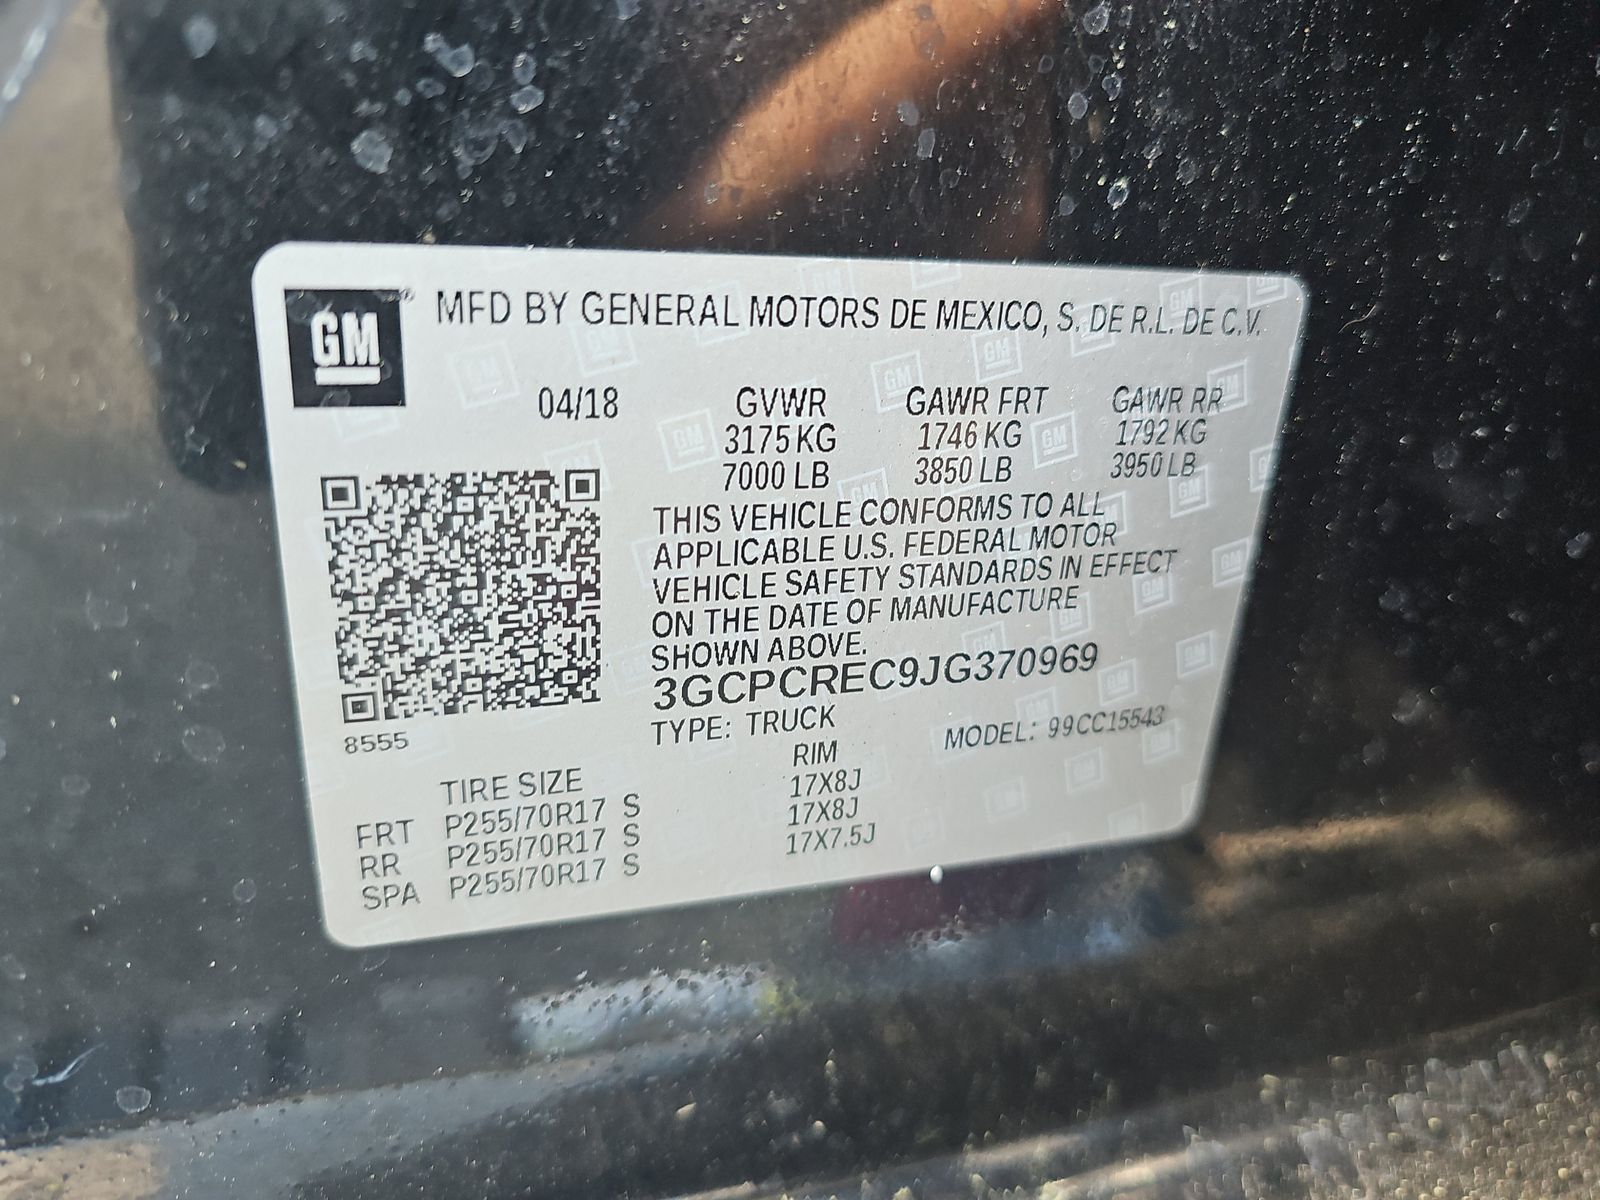 GM
MFD BY GENERAL MOTORS DE MEXICO, S. DE R.L. DE C.V.
04/18 GVWR GAWR FRT GAWR RR
3175 KG 1746 KG 1792 KG
7000 LB 3850 LB 3950 LB
THIS VEHICLE CONFORMS TO ALL
APPLICABLE U.S. FEDERAL MOTOR
VEHICLE SAFETY STANDARDS IN EFFECT
ON THE DATE OF MANUFACTURE
SHOWN ABOVE.
3GCPCREC9JG370969
TYPE: TRUCK MODEL: 99CC15543
8555
TIRE SIZE RIM
FRT P255/70R17 S 17X8J
RR P255/70R17 S 17X8J
SPA P255/70R17 S 17X7.5J